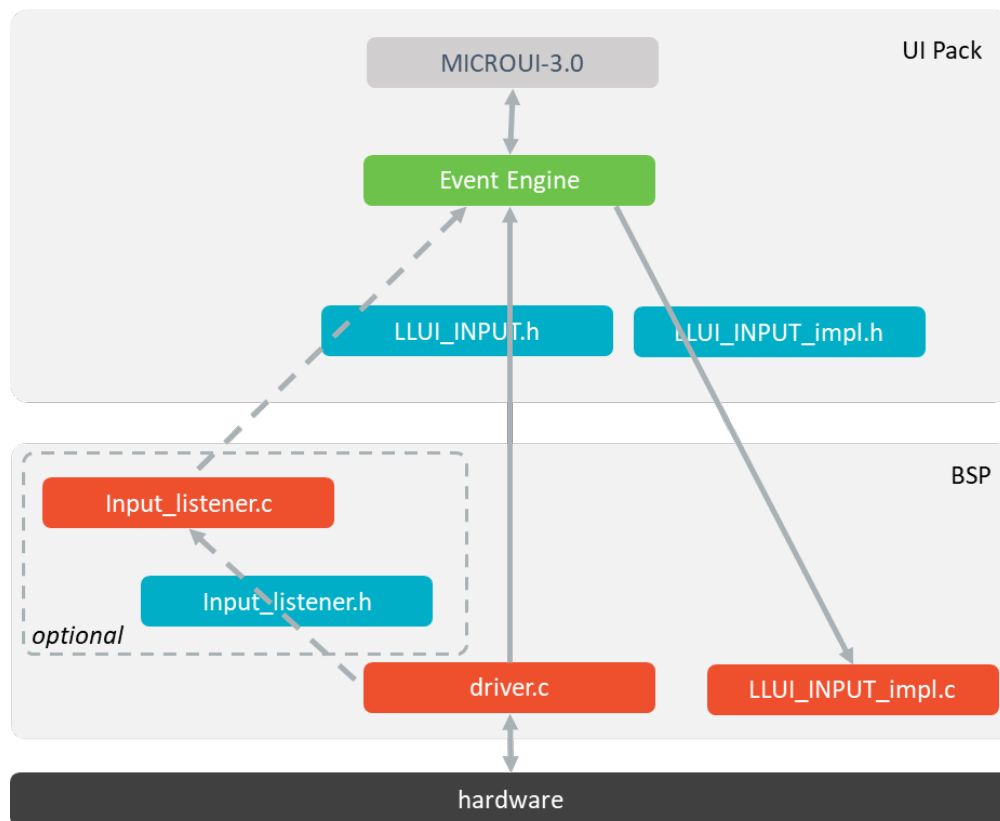 UI Pack
MICROUI-3.0
Event Engine
LLUI_INPUT.h
LLUI_INPUT_impl.h
BSP
Input_listener.c
Input_listener.h
optional
driver.c
LLUI_INPUT_impl.c
hardware